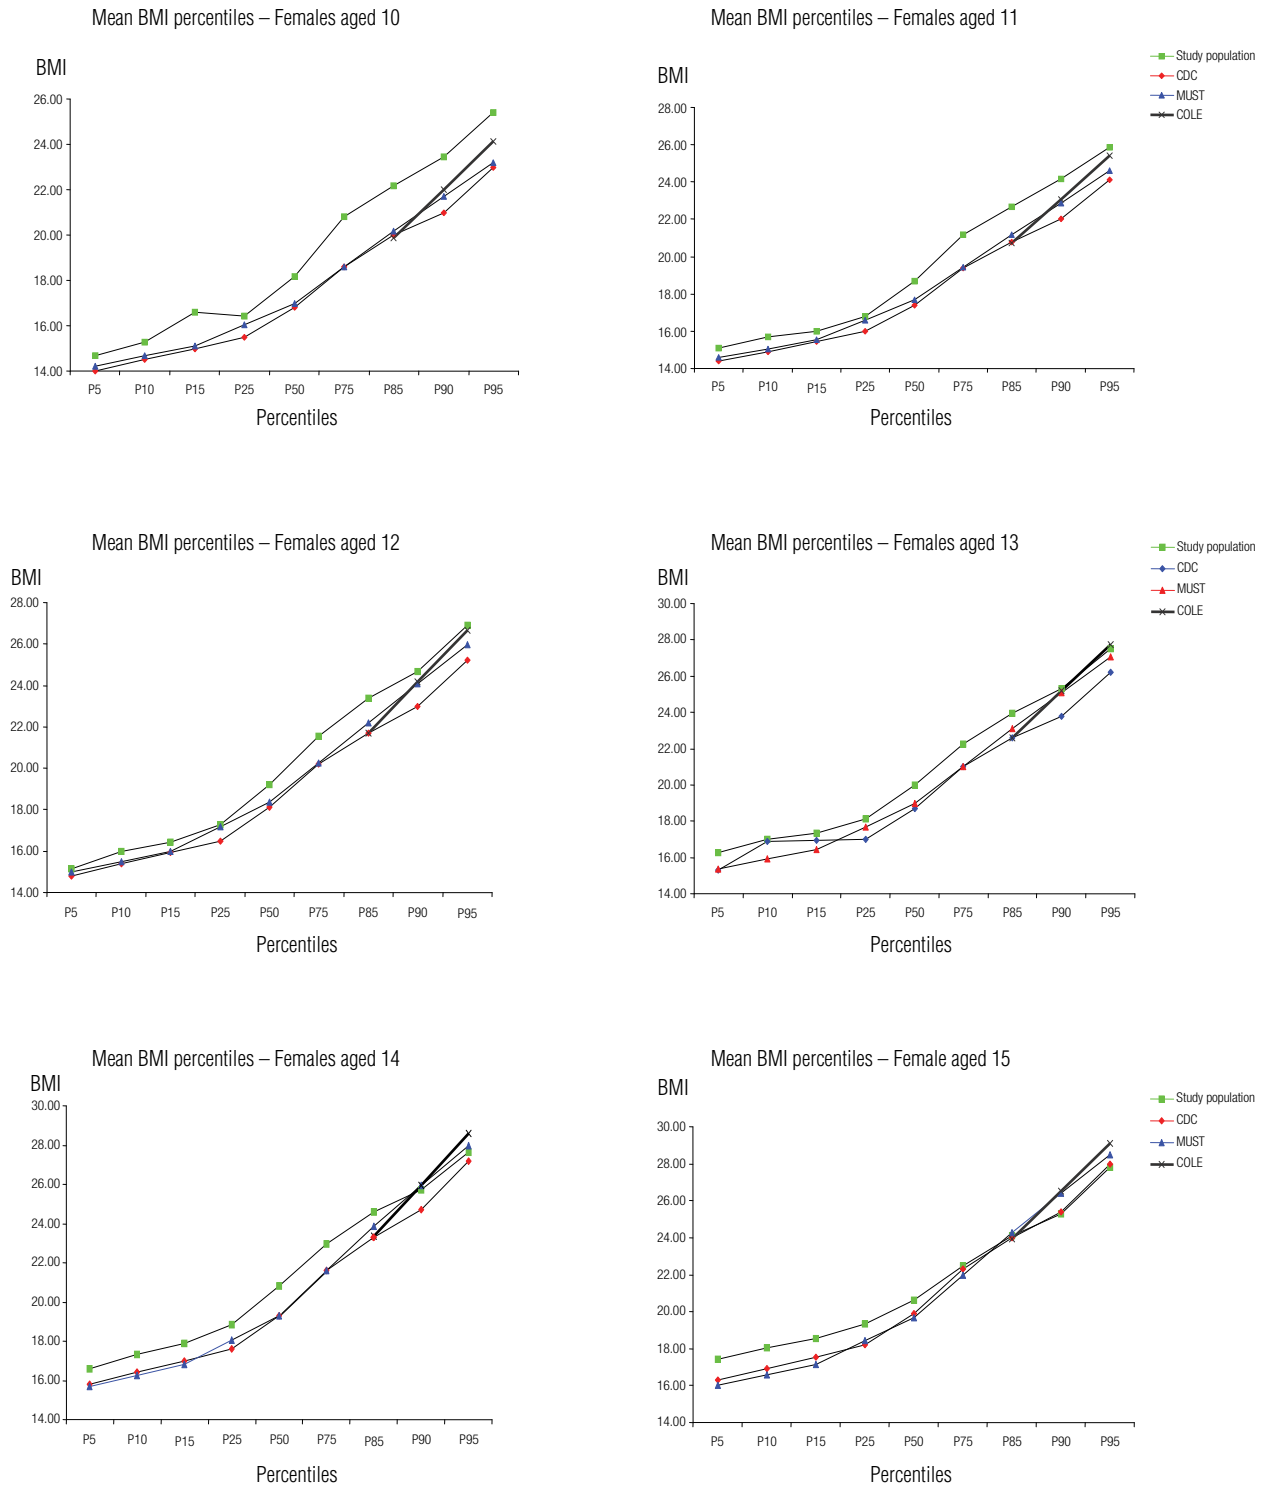 Mean BMI percentiles – Females aged 10
BMI
26.00
24.00
22.00
20.00
18.00
16.00
14.00
P5 P10 P15 P25 P50 P75 P85 P90 P95
Percentiles
Mean BMI percentiles – Females aged 11
BMI
28.00
26.00
24.00
22.00
20.00
18.00
16.00
14.00
P5 P10 P15 P25 P50 P75 P85 P90 P95
Percentiles
Study population
CDC
MUST
COLE
Mean BMI percentiles – Females aged 12
BMI
28.00
26.00
24.00
22.00
20.00
18.00
16.00
14.00
P5 P10 P15 P25 P50 P75 P85 P90 P95
Percentiles
Mean BMI percentiles – Females aged 13
BMI
30.00
28.00
26.00
24.00
22.00
20.00
18.00
16.00
14.00
P5 P10 P15 P25 P50 P75 P85 P90 P95
Percentiles
Study population
CDC
MUST
COLE
Mean BMI percentiles – Females aged 14
BMI
30.00
28.00
26.00
24.00
22.00
20.00
18.00
16.00
14.00
P5 P10 P15 P25 P50 P75 P85 P90 P95
Percentiles
Mean BMI percentiles – Female aged 15
BMI
30.00
28.00
26.00
24.00
22.00
20.00
18.00
16.00
14.00
P5 P10 P15 P25 P50 P75 P85 P90 P95
Percentiles
Study population
CDC
MUST
COLE